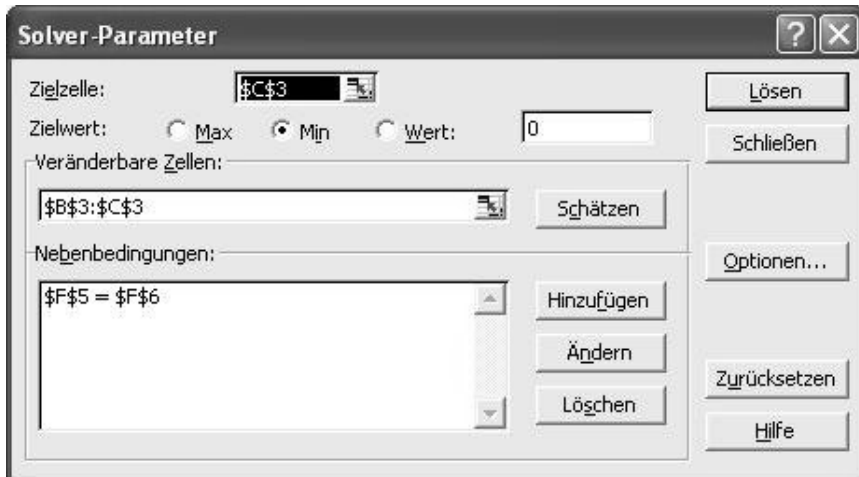 Solver-Parameter
Zielzelle: $C$3
Lösen
Zielwert: Max Min Wert: 0
Schließen
Veränderbare Zellen:
$B$3:$C$3
Schätzen
Nebenbedingungen:
Optionen...
$F$5 = $F$6
Hinzufügen
Ändern
Zurücksetzen
Löschen
Hilfe